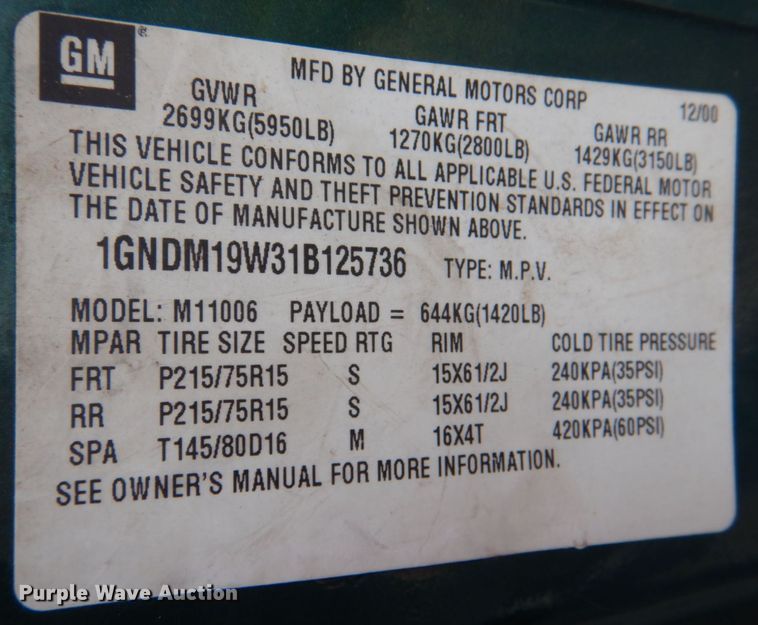 GM
MFD BY GENERAL MOTORS CORP 12/00
GVWR GAWR FRT GAWR RR
2699KG(5950LB) 1270KG(2800LB) 1429KG(3150LB)
THIS VEHICLE CONFORMS TO ALL APPLICABLE U.S. FEDERAL MOTOR
VEHICLE SAFETY AND THEFT PREVENTION STANDARDS IN EFFECT ON
THE DATE OF MANUFACTURE SHOWN ABOVE.
1GNDM19W31B125736 TYPE: M.P.V.
MODEL: M11006 PAYLOAD = 644KG(1420LB)
MPAR TIRE SIZE SPEED RTG RIM COLD TIRE PRESSURE
FRT P215/75R15 S 15X61/2J 240KPA(35PSI)
RR P215/75R15 S 15X61/2J 240KPA(35PSI)
SPA T145/80D16 M 16X4T 420KPA(60PSI)
SEE OWNER'S MANUAL FOR MORE INFORMATION.
Purple Wave Auction